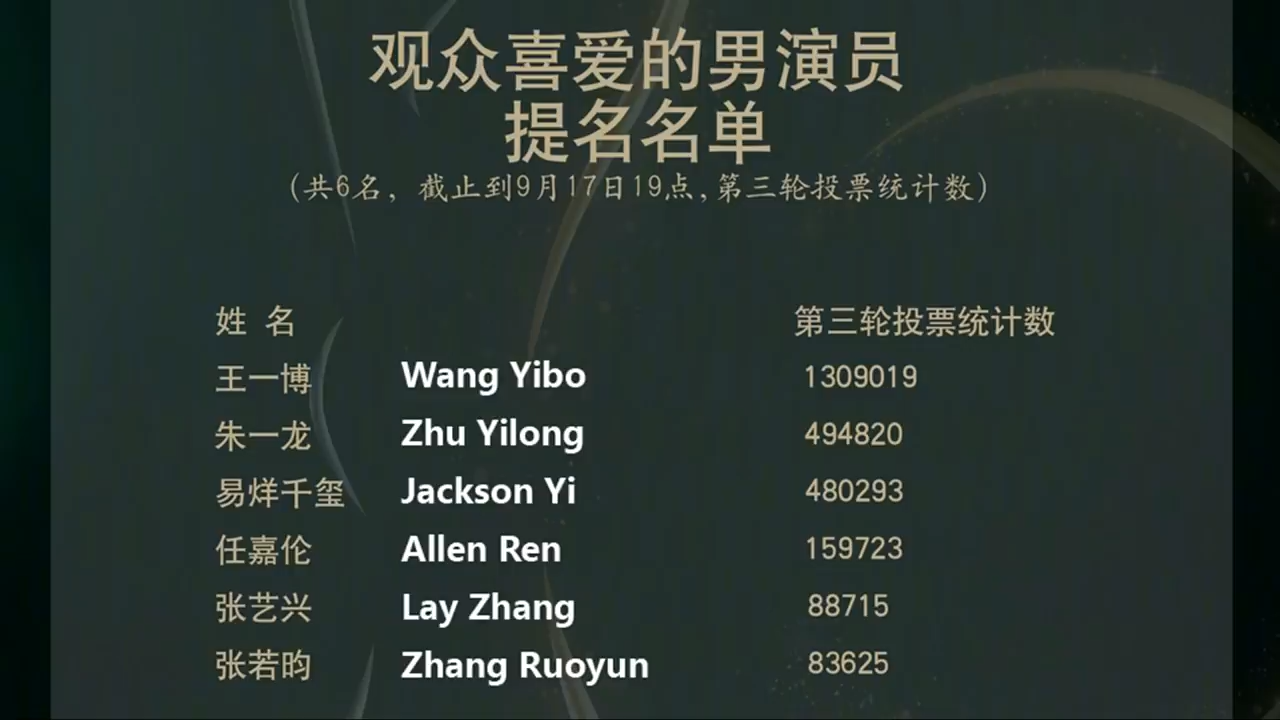 观众喜爱的男演员
提名名单
(共6名，截止到9月17日19点,第三轮投票统计数)
姓 名 第三轮投票统计数
王一博 Wang Yibo 1309019
朱一龙 Zhu Yilong 494820
易烊千玺 Jackson Yi 480293
任嘉伦 Allen Ren 159723
张艺兴 Lay Zhang 88715
张若昀 Zhang Ruoyun 83625